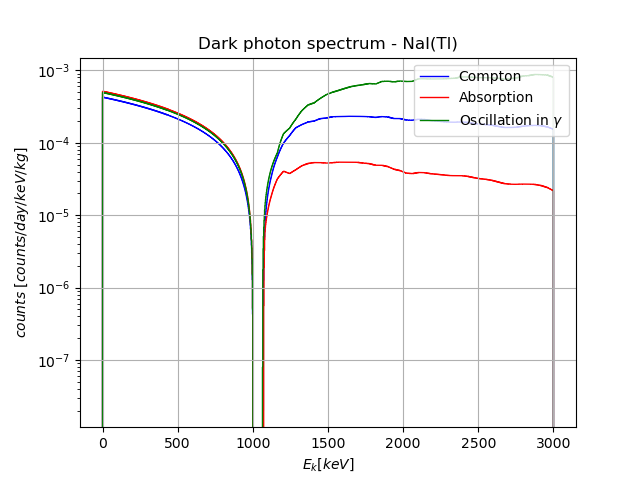 Dark photon spectrum - NaI(Tl)
Compton
Absorption
Oscillation in γ
counts [counts/day/keV/kg]
10⁻³
10⁻⁴
10⁻⁵
10⁻⁶
10⁻⁷
0 500 1000 1500 2000 2500 3000
Eₖ[keV]